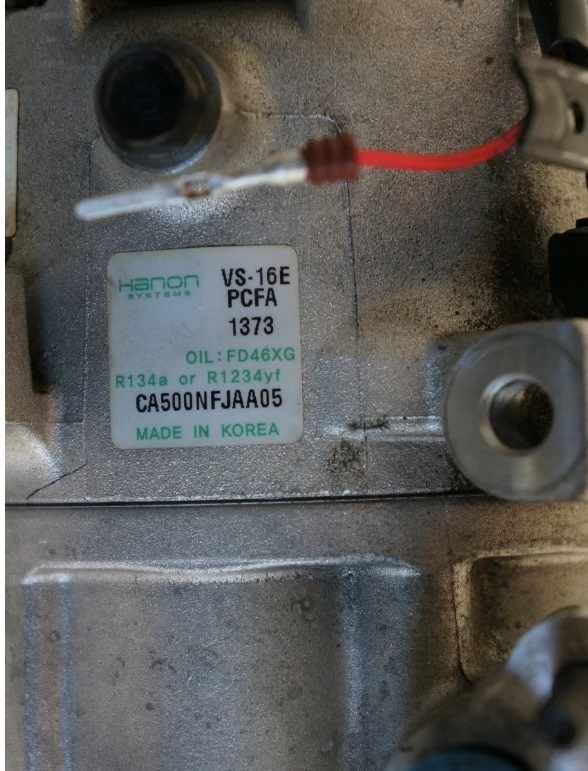 Hanon
SYSTEMS
VS-16E
PCFA
1373
OIL:FD46XG
R134a or R1234yf
CA500NFJAA05
MADE IN KOREA